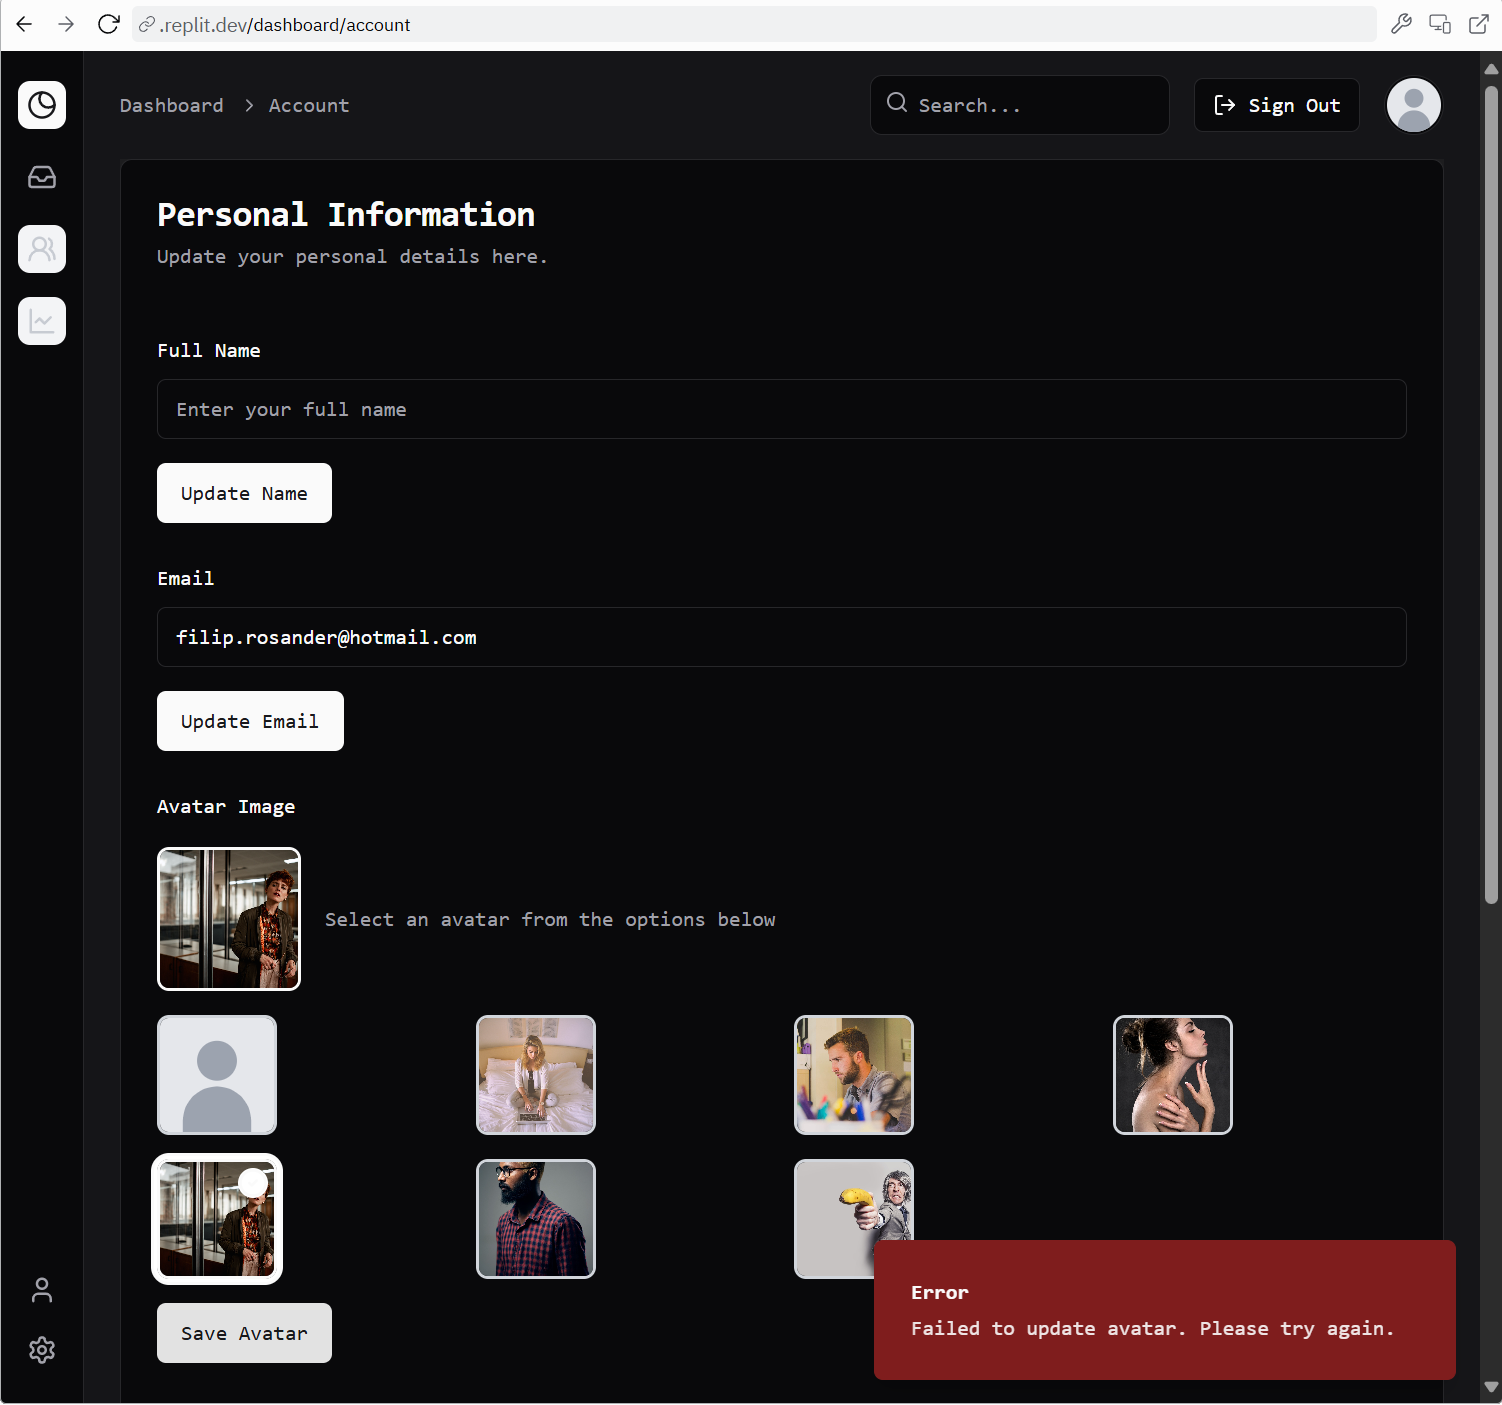 .replit.dev/dashboard/account
Dashboard > Account
Search...
Sign Out
Personal Information
Update your personal details here.
Full Name
Enter your full name
Update Name
Email
filip.rosander@hotmail.com
Update Email
Avatar Image
Select an avatar from the options below
Save Avatar
Error
Failed to update avatar. Please try again.